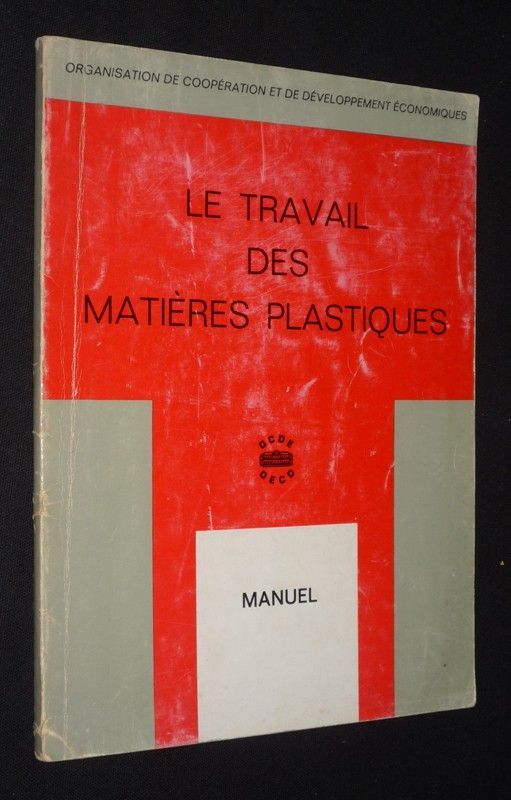 ORGANISATION DE COOPÉRATION ET DE DÉVELOPPEMENT ÉCONOMIQUES
LE TRAVAIL
DES
MATIÈRES PLASTIQUES
OCDE
OECD
MANUEL